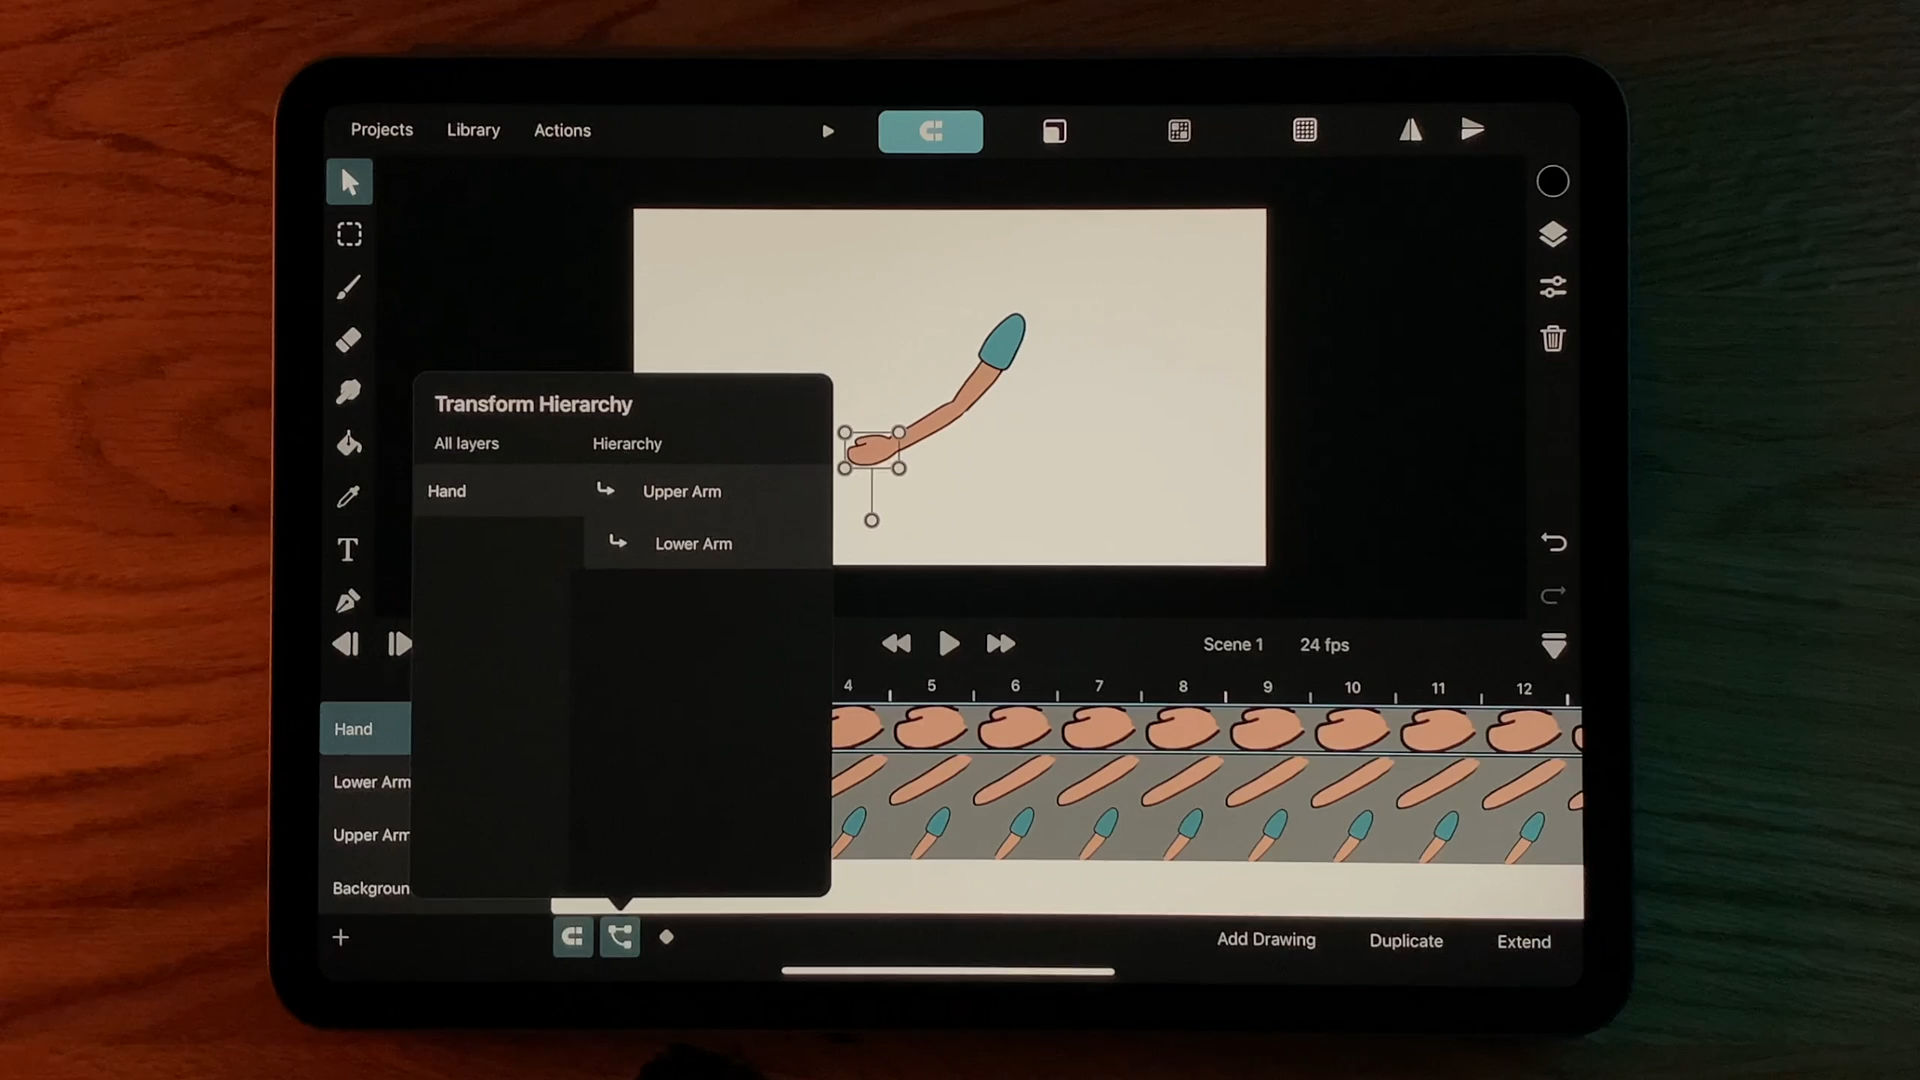 Projects
Library
Actions
Transform Hierarchy
All layers
Hierarchy
Hand
Upper Arm
Lower Arm
T
Scene 1
24 fps
4 5 6 7 8 9 10 11 12
Hand
Lower Arm
Upper Arm
Backgroun
Add Drawing
Duplicate
Extend